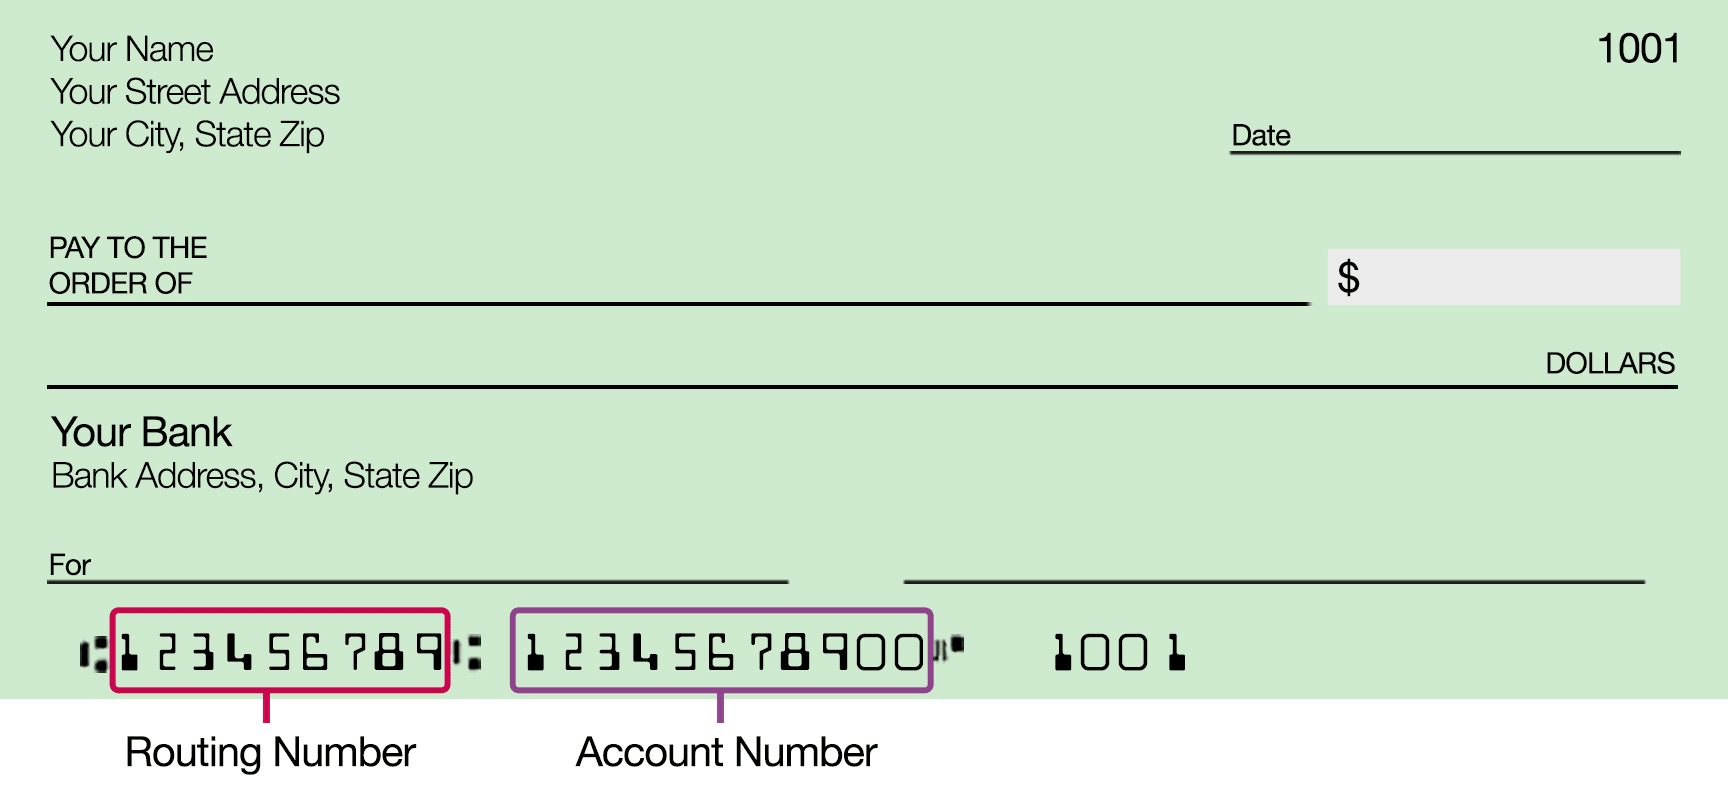 Your Name
1001
Your Street Address
Your City, State Zip
Date
PAY TO THE
ORDER OF
$
DOLLARS
Your Bank
Bank Address, City, State Zip
For
⑆123456789⑆ 12345678900⑈ 1001
Routing Number
Account Number